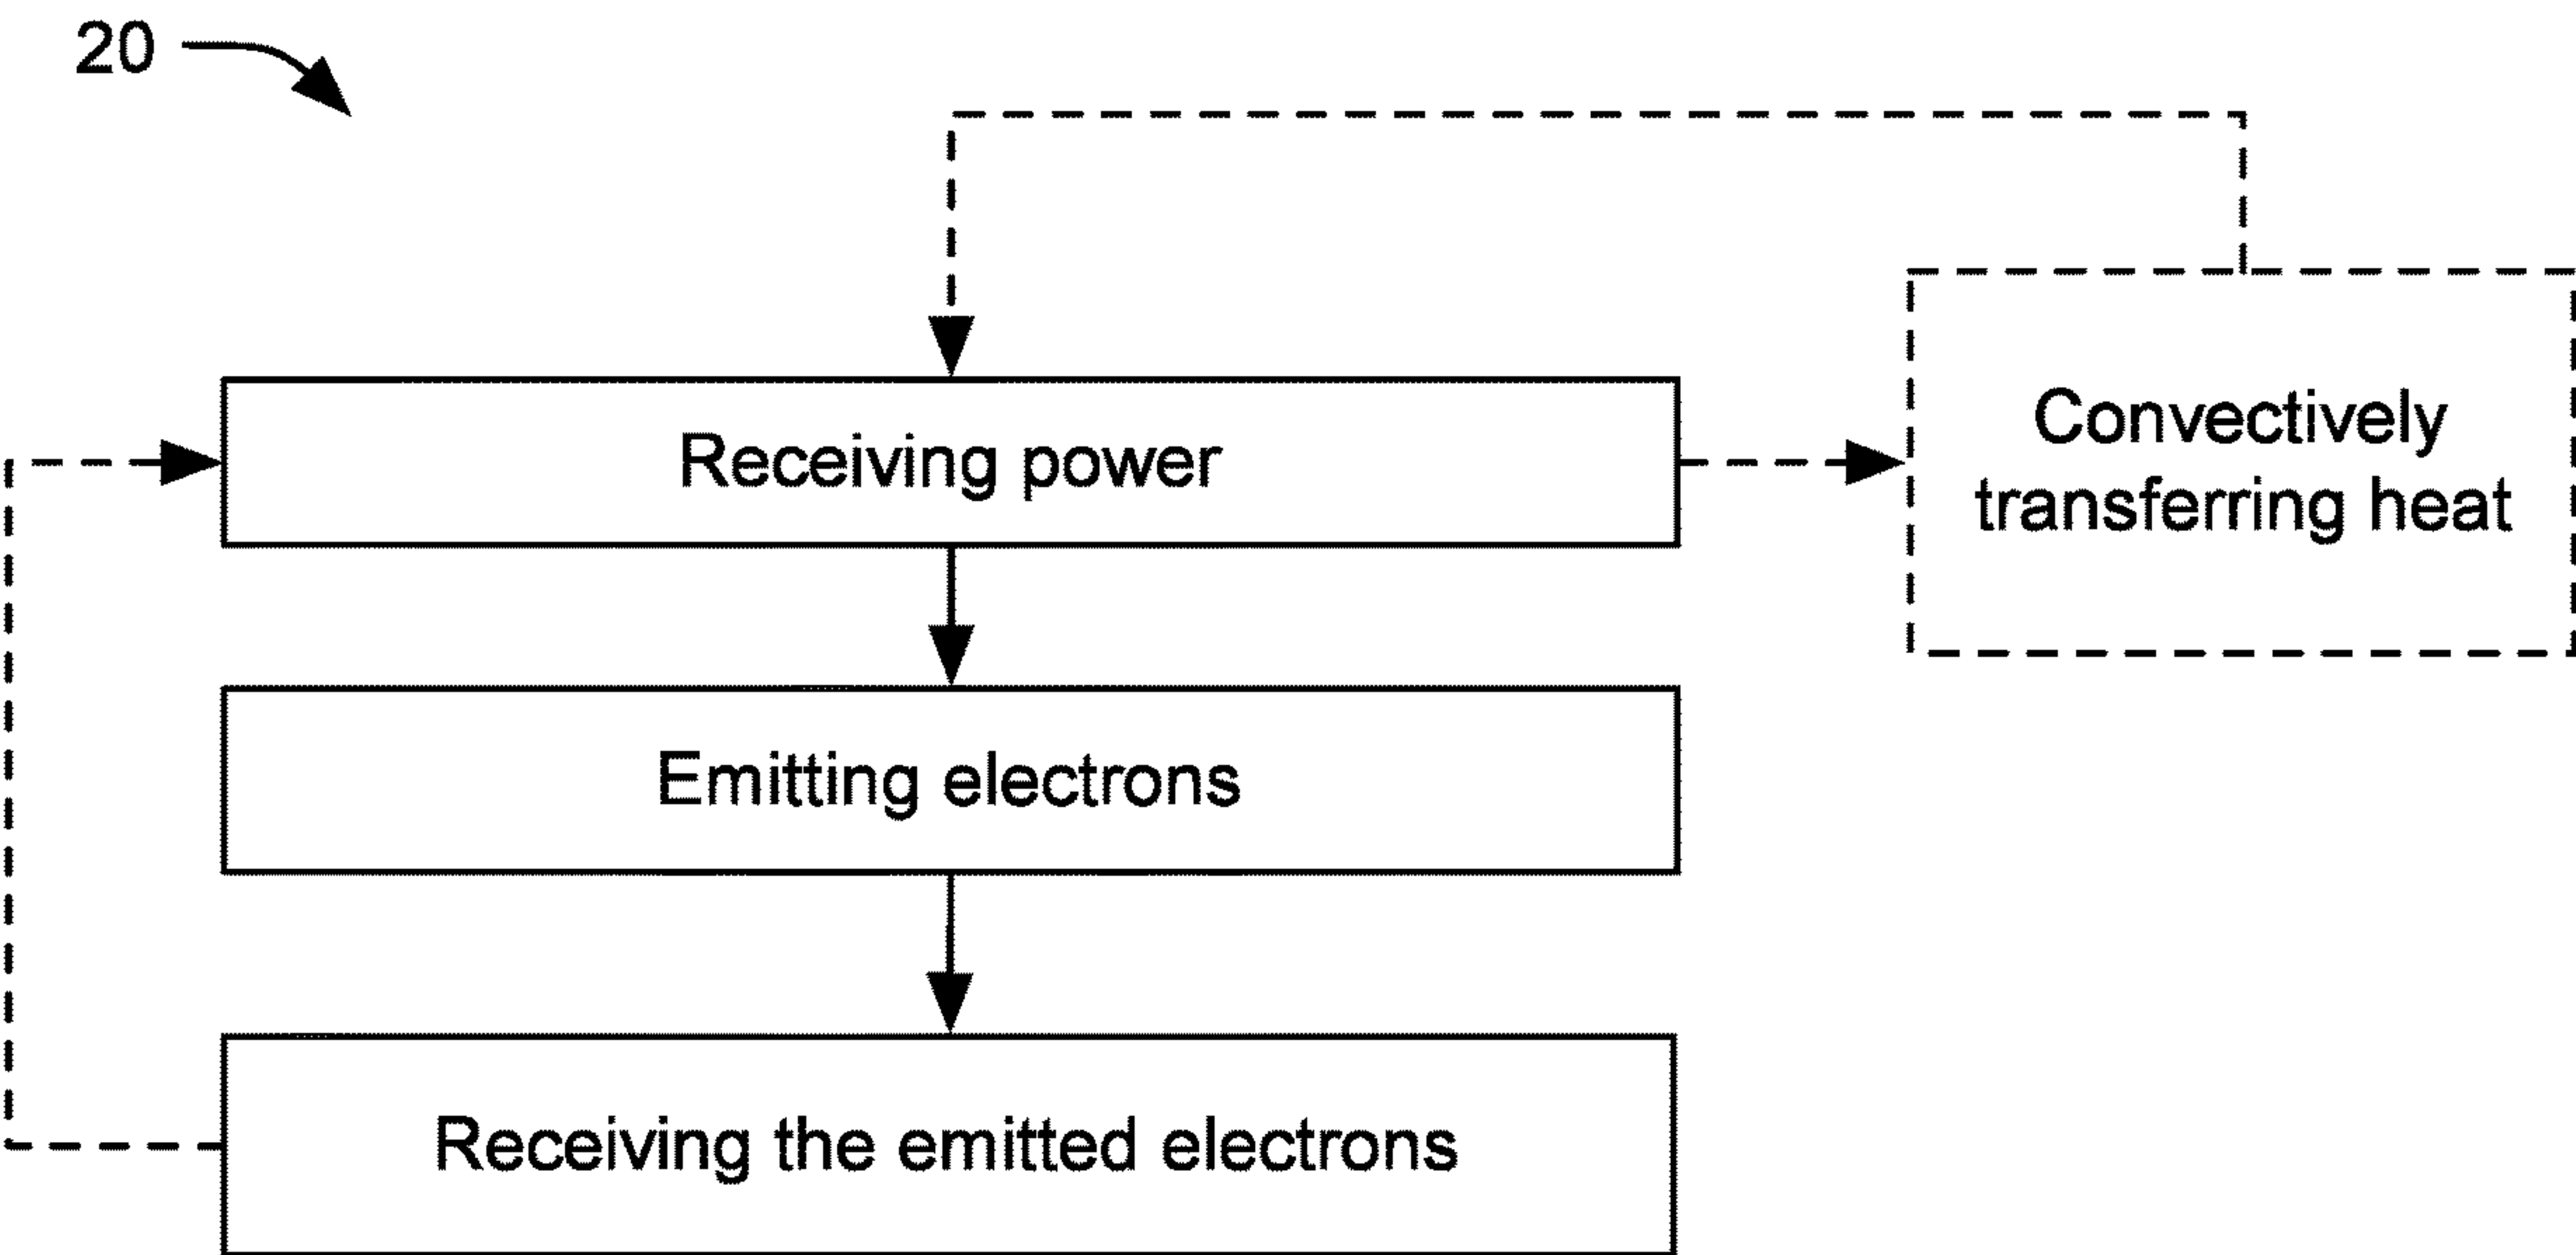 20
Receiving power
Convectively
transferring heat
Emitting electrons
Receiving the emitted electrons